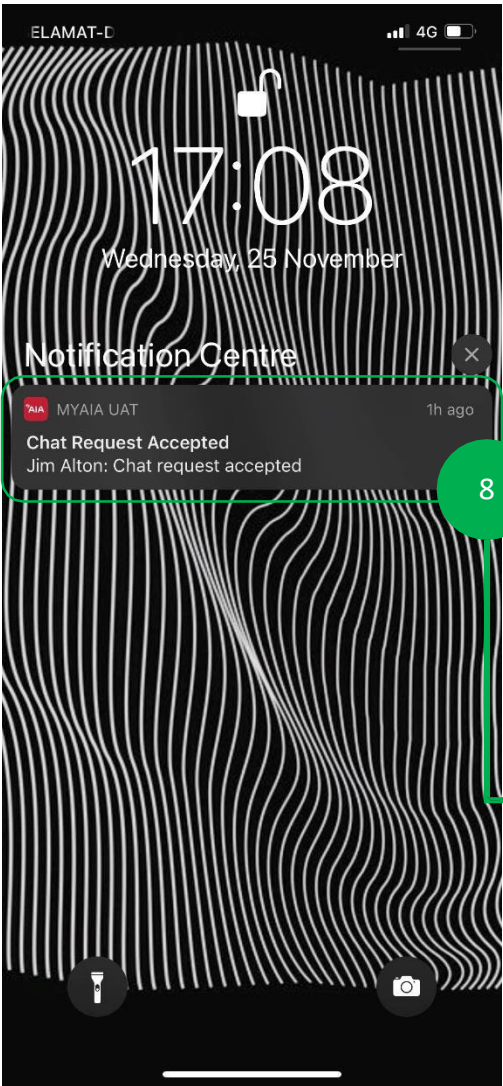 ELAMAT-D 4G
17:08
Wednesday, 25 November
Notification Centre
AIA MYAIA UAT 1h ago
Chat Request Accepted
Jim Alton: Chat request accepted
8